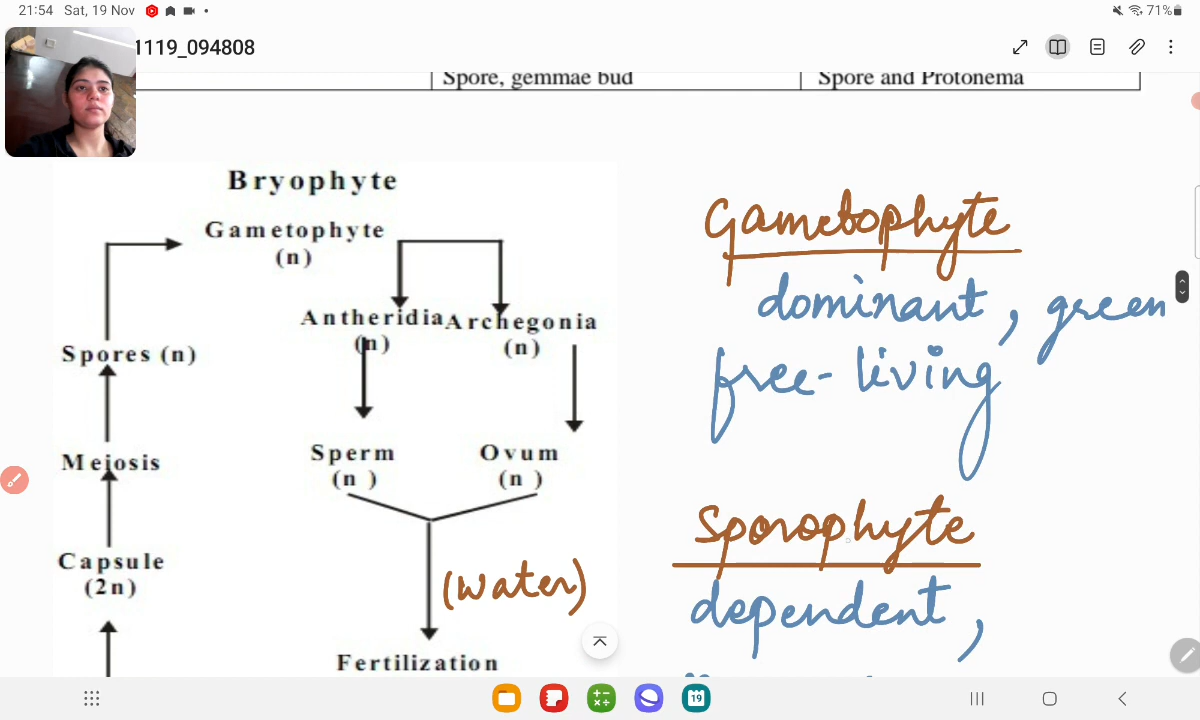 21:54 Sat, 19 Nov
71%
1119_094808
Spore, gemmae bud
Spore and Protonema
Bryophyte
Gametophyte
(n)
Antheridia
(n)
Archegonia
(n)
Spores (n)
Meiosis
Sperm
(n )
Ovum
(n )
Capsule
(2n)
(water)
Fertilization
Gametophyte
dominant, green
free-living
Sporophyte
dependent,
19